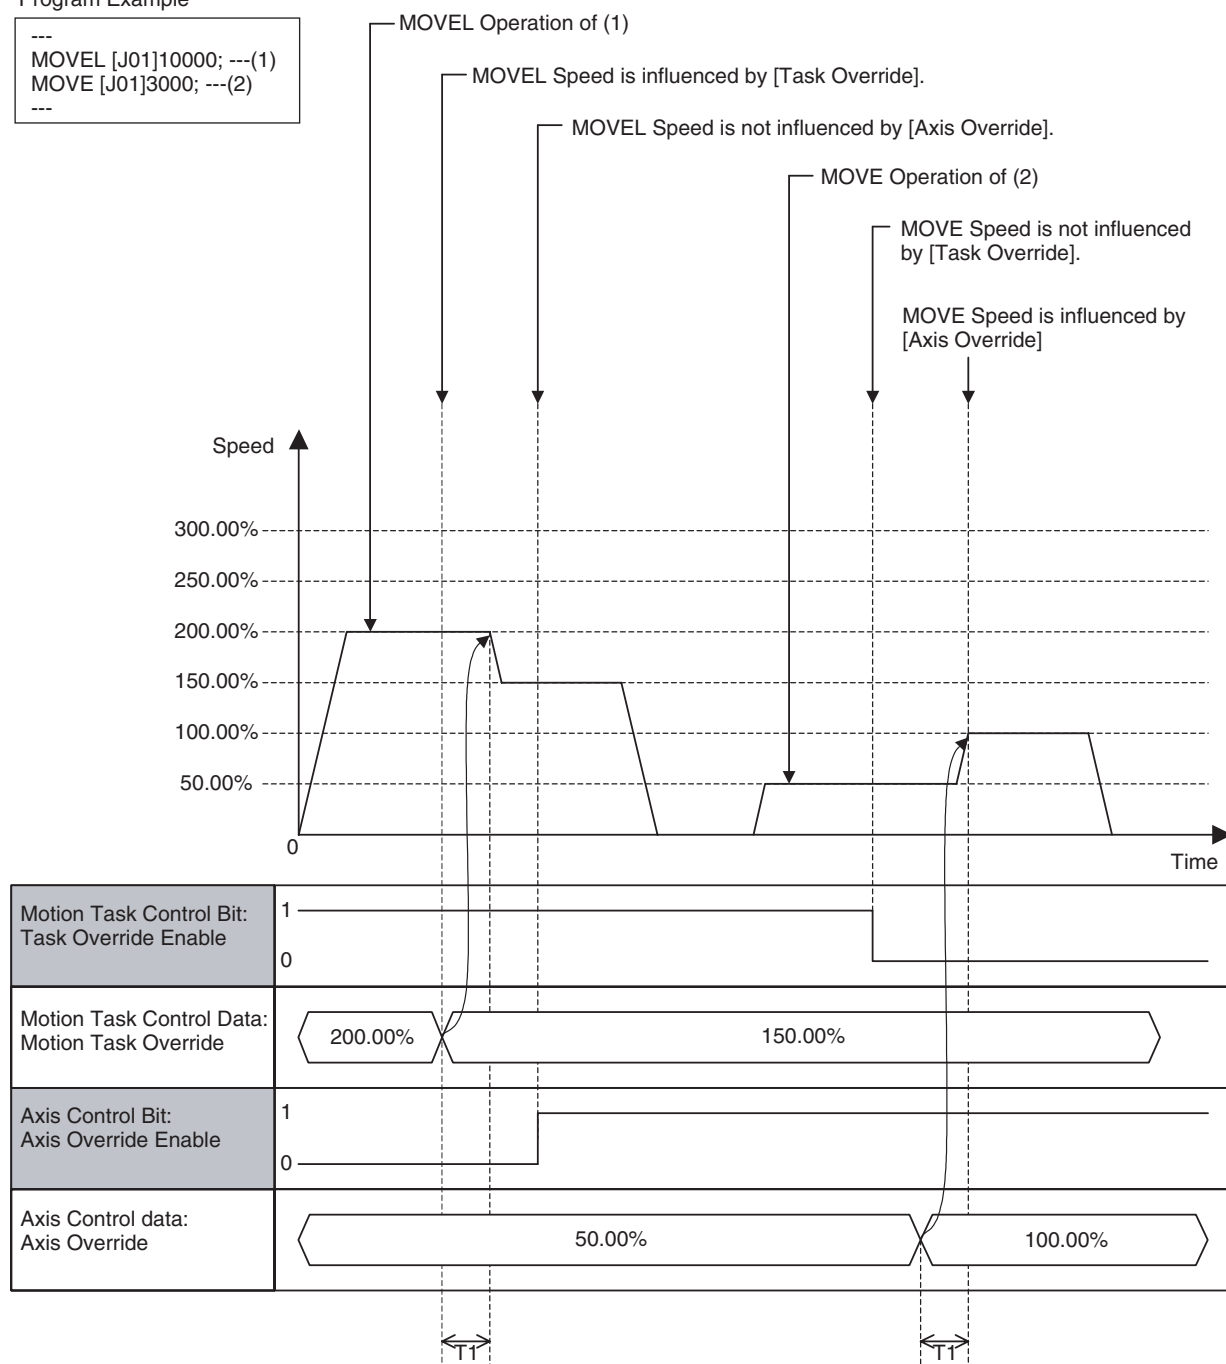 Program Example
---
MOVEL [J01]10000; ---(1)
MOVE [J01]3000; ---(2)
---
MOVEL Operation of (1)
MOVEL Speed is influenced by [Task Override].
MOVEL Speed is not influenced by [Axis Override].
MOVE Operation of (2)
MOVE Speed is not influenced
by [Task Override].
MOVE Speed is influenced by
[Axis Override]
Speed
300.00%
250.00%
200.00%
150.00%
100.00%
50.00%
0
Time
Motion Task Control Bit:
Task Override Enable
1
0
Motion Task Control Data:
Motion Task Override
200.00%
150.00%
Axis Control Bit:
Axis Override Enable
1
0
Axis Control data:
Axis Override
50.00%
100.00%
T1
T1